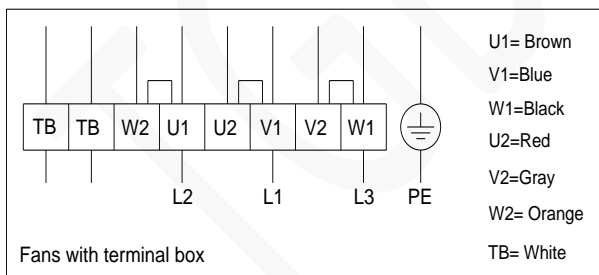 U1= Brown
V1=Blue
W1=Black
U2=Red
V2=Gray
W2= Orange
TB= White
TB TB W2 U1 U2 V1 V2 W1
L2 L1 L3 PE
Fans with terminal box